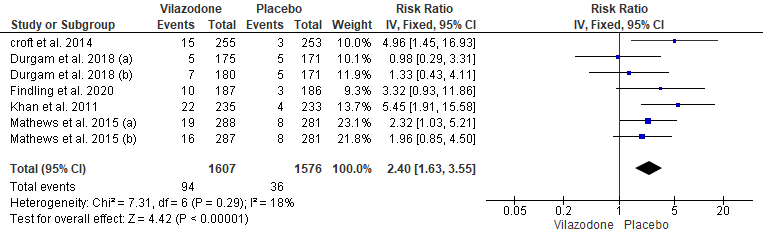 Vilazodone Placebo Risk Ratio Risk Ratio
Study or Subgroup Events Total Events Total Weight IV, Fixed, 95% CI IV, Fixed, 95% CI
croft et al. 2014 15 255 3 253 10.0% 4.96 [1.45, 16.93]
Durgam et al. 2018 (a) 5 175 5 171 10.1% 0.98 [0.29, 3.31]
Durgam et al. 2018 (b) 7 180 5 171 11.8% 1.33 [0.43, 4.11]
Findling et al. 2020 10 187 3 186 9.4% 3.32 [0.93, 11.86]
Khan et al. 2011 22 235 4 233 13.8% 5.45 [1.91, 15.58]
Mathews et al. 2015 (a) 19 288 8 281 23.1% 2.32 [1.03, 5.21]
Mathews et al. 2015 (b) 16 287 8 281 21.8% 1.96 [0.85, 4.50]
Total (95% CI) 1607 1576 100.0% 2.40 [1.63, 3.55]
Total events 94 36
Heterogeneity: Chi² = 7.31, df = 6 (P = 0.29); I² = 18%
Test for overall effect: Z = 4.42 (P < 0.00001)
0.05 0.2 1 5 20
Vilazodone Placebo